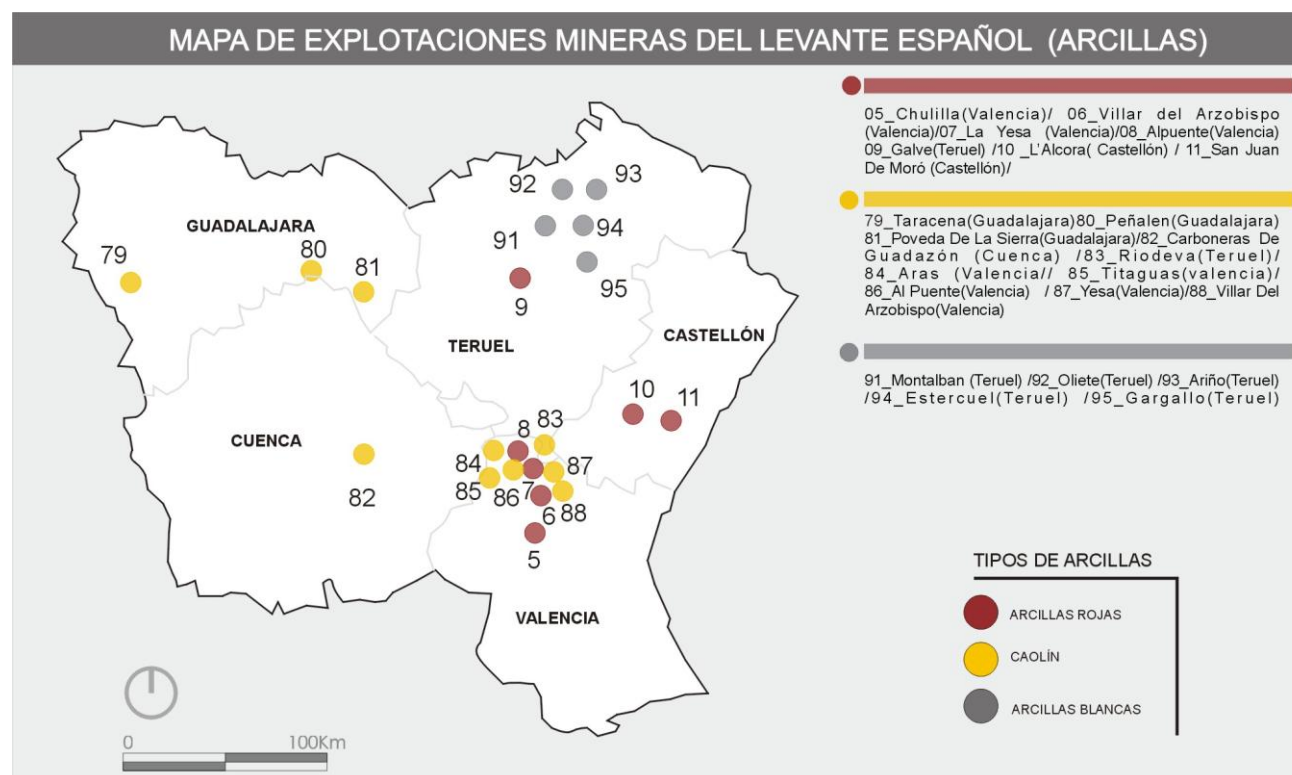 MAPA DE EXPLOTACIONES MINERAS DEL LEVANTE ESPAÑOL (ARCILLAS)
05_Chulilla(Valencia)/ 06_Villar del Arzobispo
(Valencia)/07_La Yesa (Valencia)/08_Alpuente(Valencia)
09_Galve(Teruel) /10 _L'Alcora( Castellón) / 11_San Juan
De Moró (Castellón)/
79_Taracena(Guadalajara)80_Peñalen(Guadalajara)
81_Poveda De La Sierra(Guadalajara)/82_Carboneras De
Guadazón (Cuenca) /83_Riodeva(Teruel)/
84_Aras (Valencia// 85_Titaguas(valencia)/
86_Al Puente(Valencia) / 87_Yesa(Valencia)/88_Villar Del
Arzobispo(Valencia)
91_Montalban (Teruel) /92_Oliete(Teruel) /93_Ariño(Teruel)
/94_Estercuel(Teruel) /95_Gargallo(Teruel)
92
93
GUADALAJARA
91
94
79
80
81
95
9
TERUEL
CASTELLÓN
10
11
CUENCA
8
83
84
87
82
85
86
7
88
6
5
VALENCIA
TIPOS DE ARCILLAS
ARCILLAS ROJAS
CAOLÍN
ARCILLAS BLANCAS
0
100Km